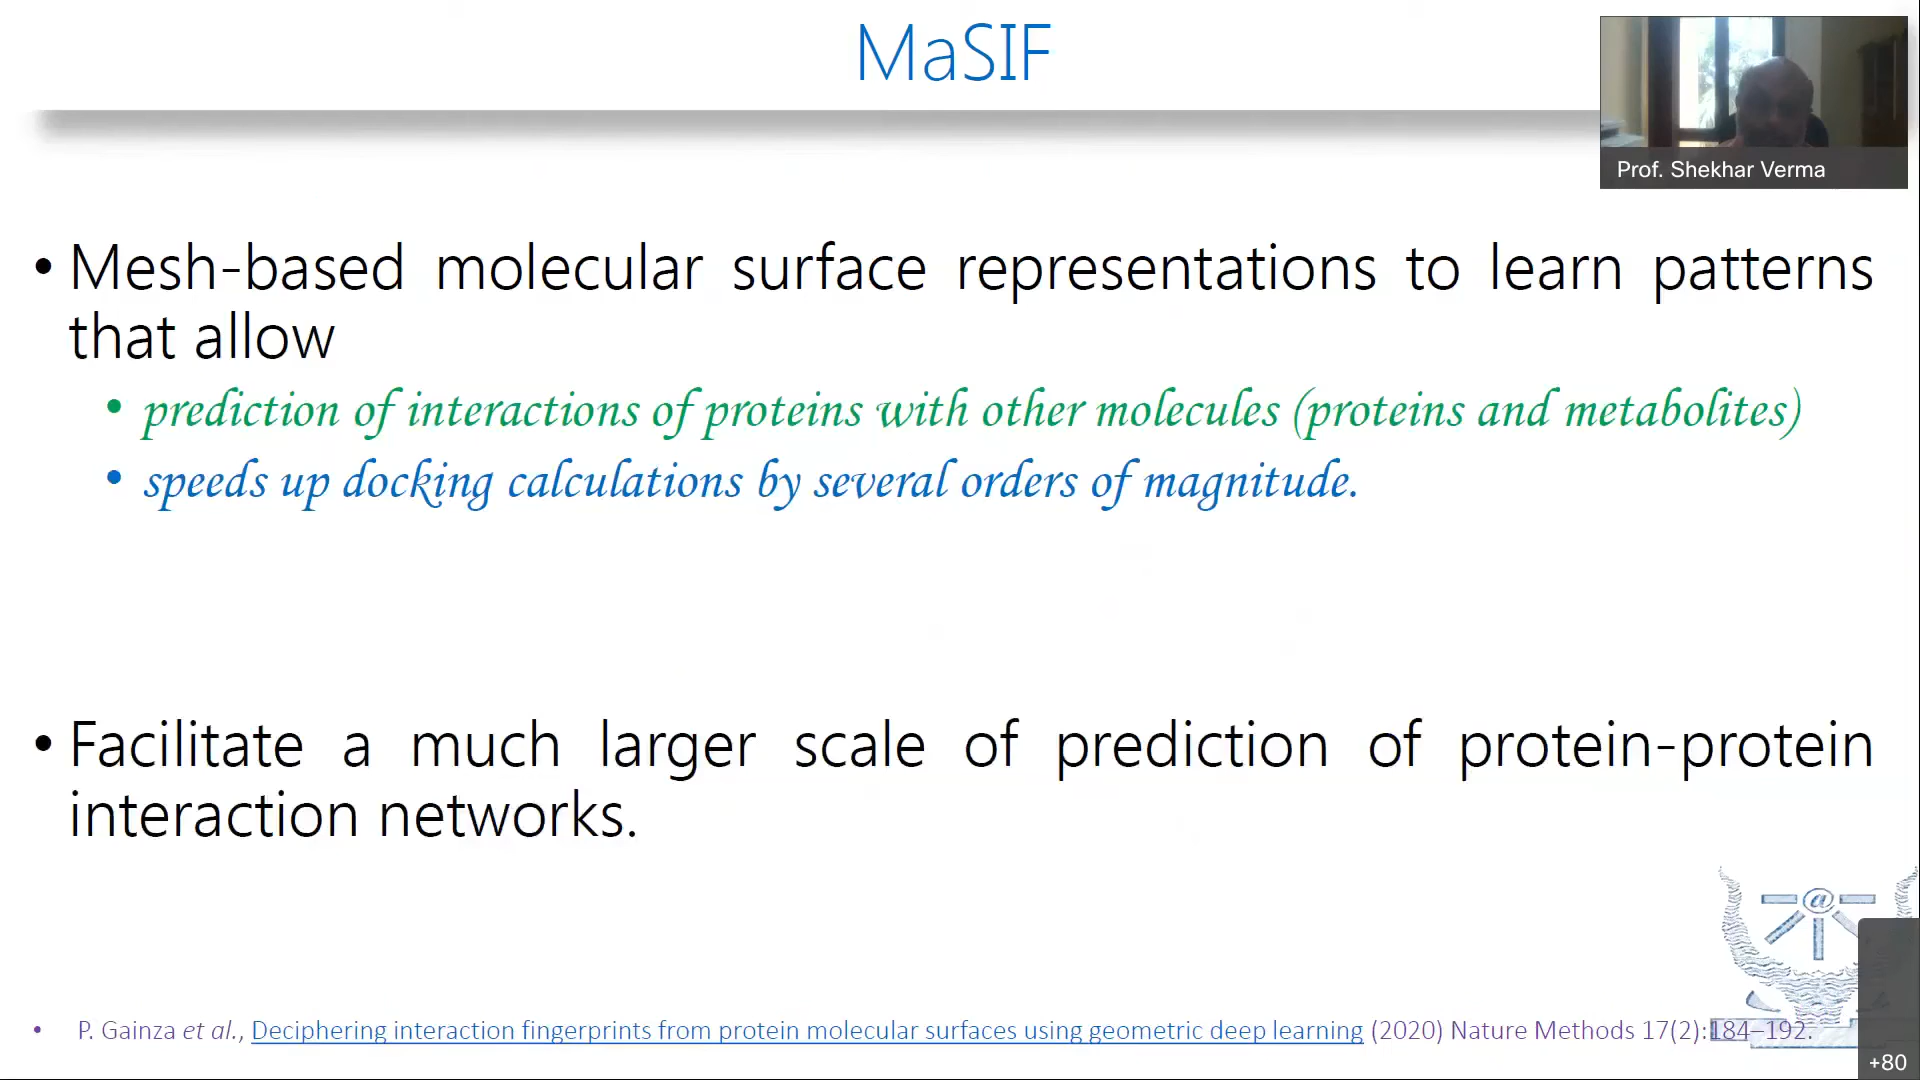 MaSIF
Prof. Shekhar Verma
• Mesh-based molecular surface representations to learn patterns
that allow
• prediction of interactions of proteins with other molecules (proteins and metabolites)
• speeds up docking calculations by several orders of magnitude.
• Facilitate a much larger scale of prediction of protein-protein
interaction networks.
@
• P. Gainza et al., Deciphering interaction fingerprints from protein molecular surfaces using geometric deep learning (2020) Nature Methods 17(2):184–192.
+80